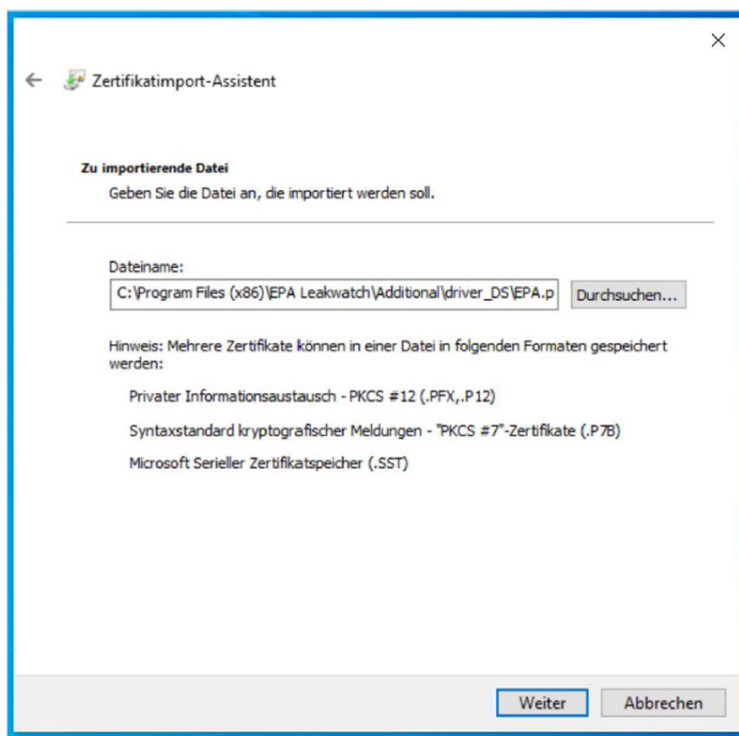 Zertifikatimport-Assistent
Zu importierende Datei
Geben Sie die Datei an, die importiert werden soll.
Dateiname:
C:\Program Files (x86)\EPA Leakwatch\Additional\driver_DS\EPA.p
Durchsuchen...
Hinweis: Mehrere Zertifikate können in einer Datei in folgenden Formaten gespeichert
werden:
Privater Informationsaustausch - PKCS #12 (.PFX,.P12)
Syntaxstandard kryptografischer Meldungen - "PKCS #7"-Zertifikate (.P7B)
Microsoft Serieller Zertifikatspeicher (.SST)
Weiter
Abbrechen